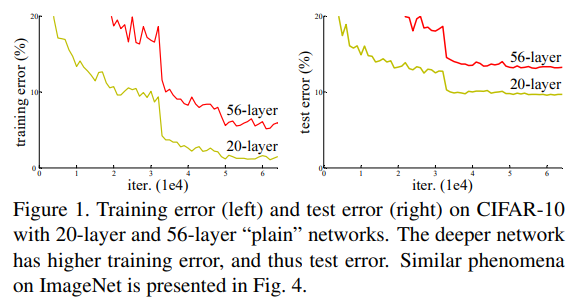 20
10
0
training error (%)
0 1 2 3 4 5 6
iter. (1e4)
56-layer
20-layer
20
10
0
test error (%)
0 1 2 3 4 5 6
iter. (1e4)
56-layer
20-layer
Figure 1. Training error (left) and test error (right) on CIFAR-10
with 20-layer and 56-layer “plain” networks. The deeper network
has higher training error, and thus test error. Similar phenomena
on ImageNet is presented in Fig. 4.